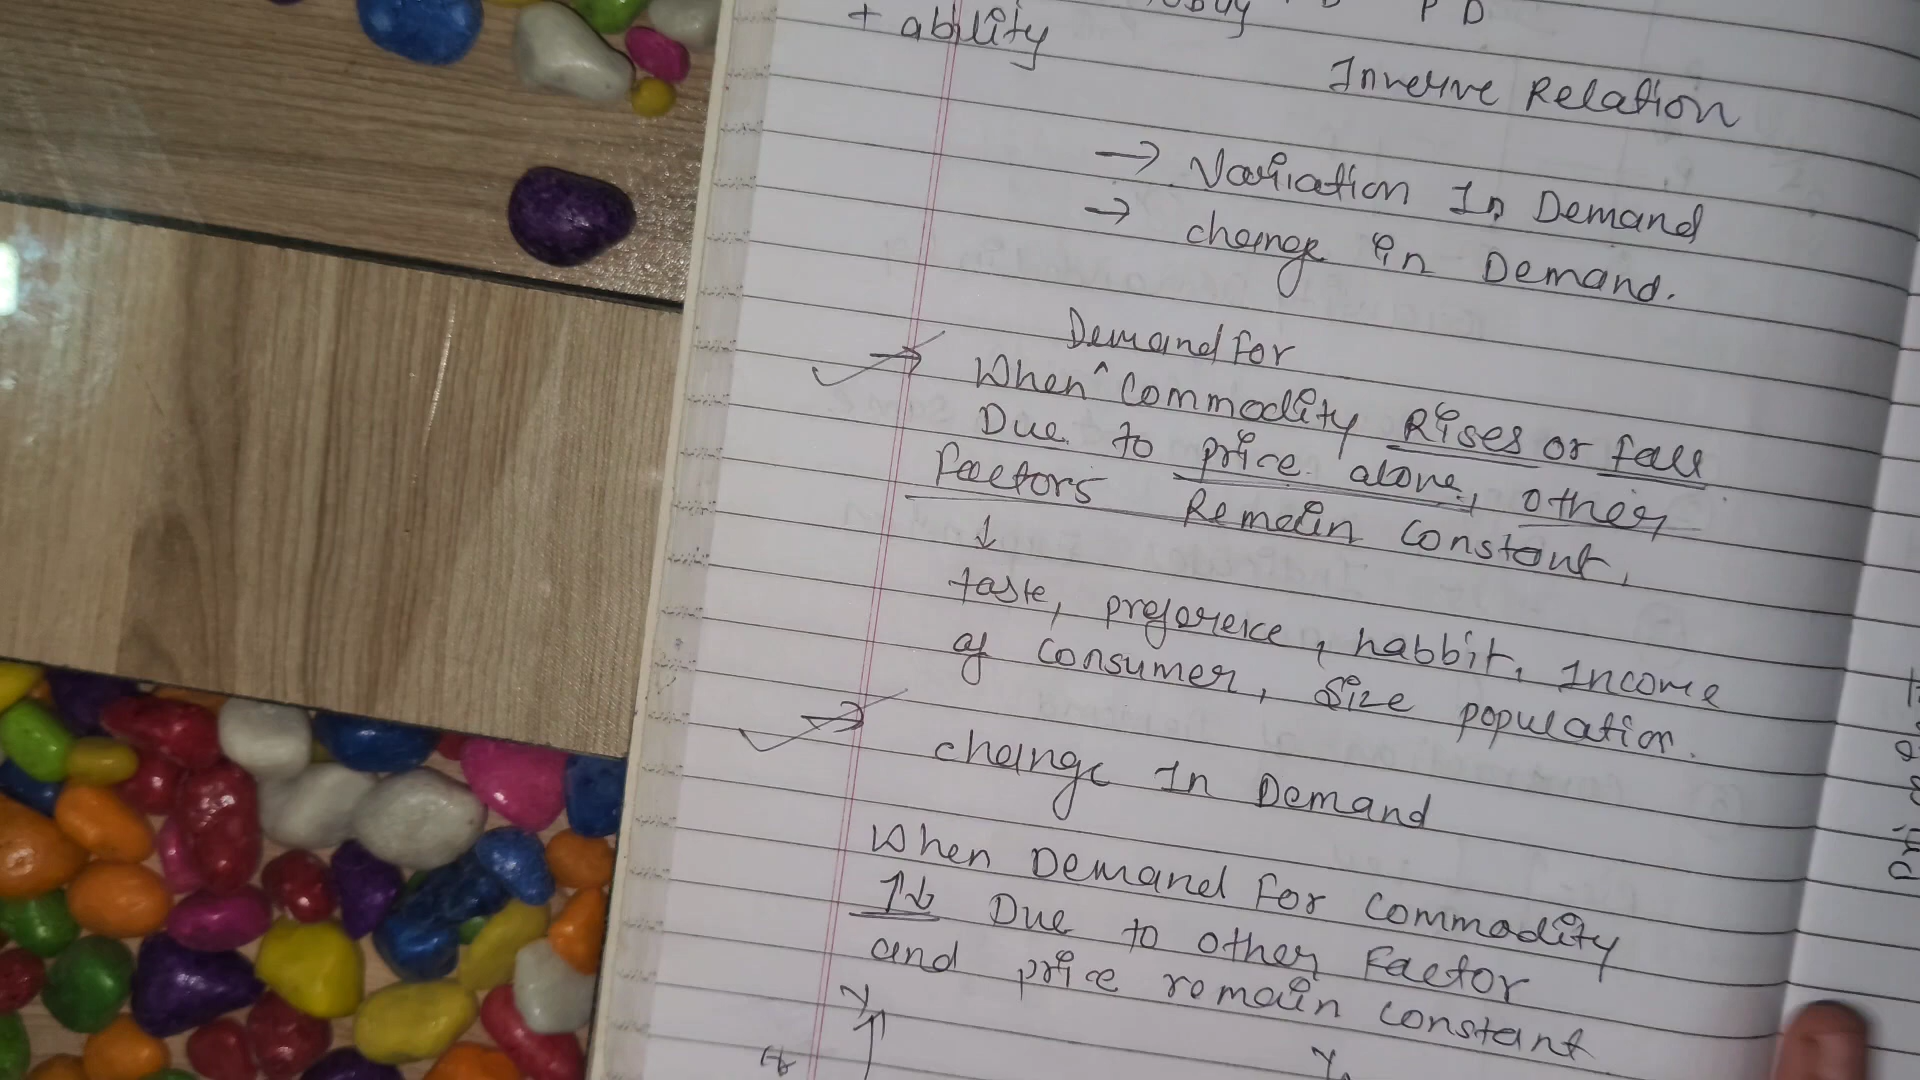 + ability
P D
Inverse Relation
→ Variation In Demand
→ change in Demand.
Demand for
→ When ^ Commodity Rises or fall
Due to price alone, other
factors Remain constant.
↓
taste, preference, habbit, Income
of consumer, Size population.
→ change In Demand
When Demand For Commodity
↑↓ Due to other Factor
and price remain constant
Y
Y